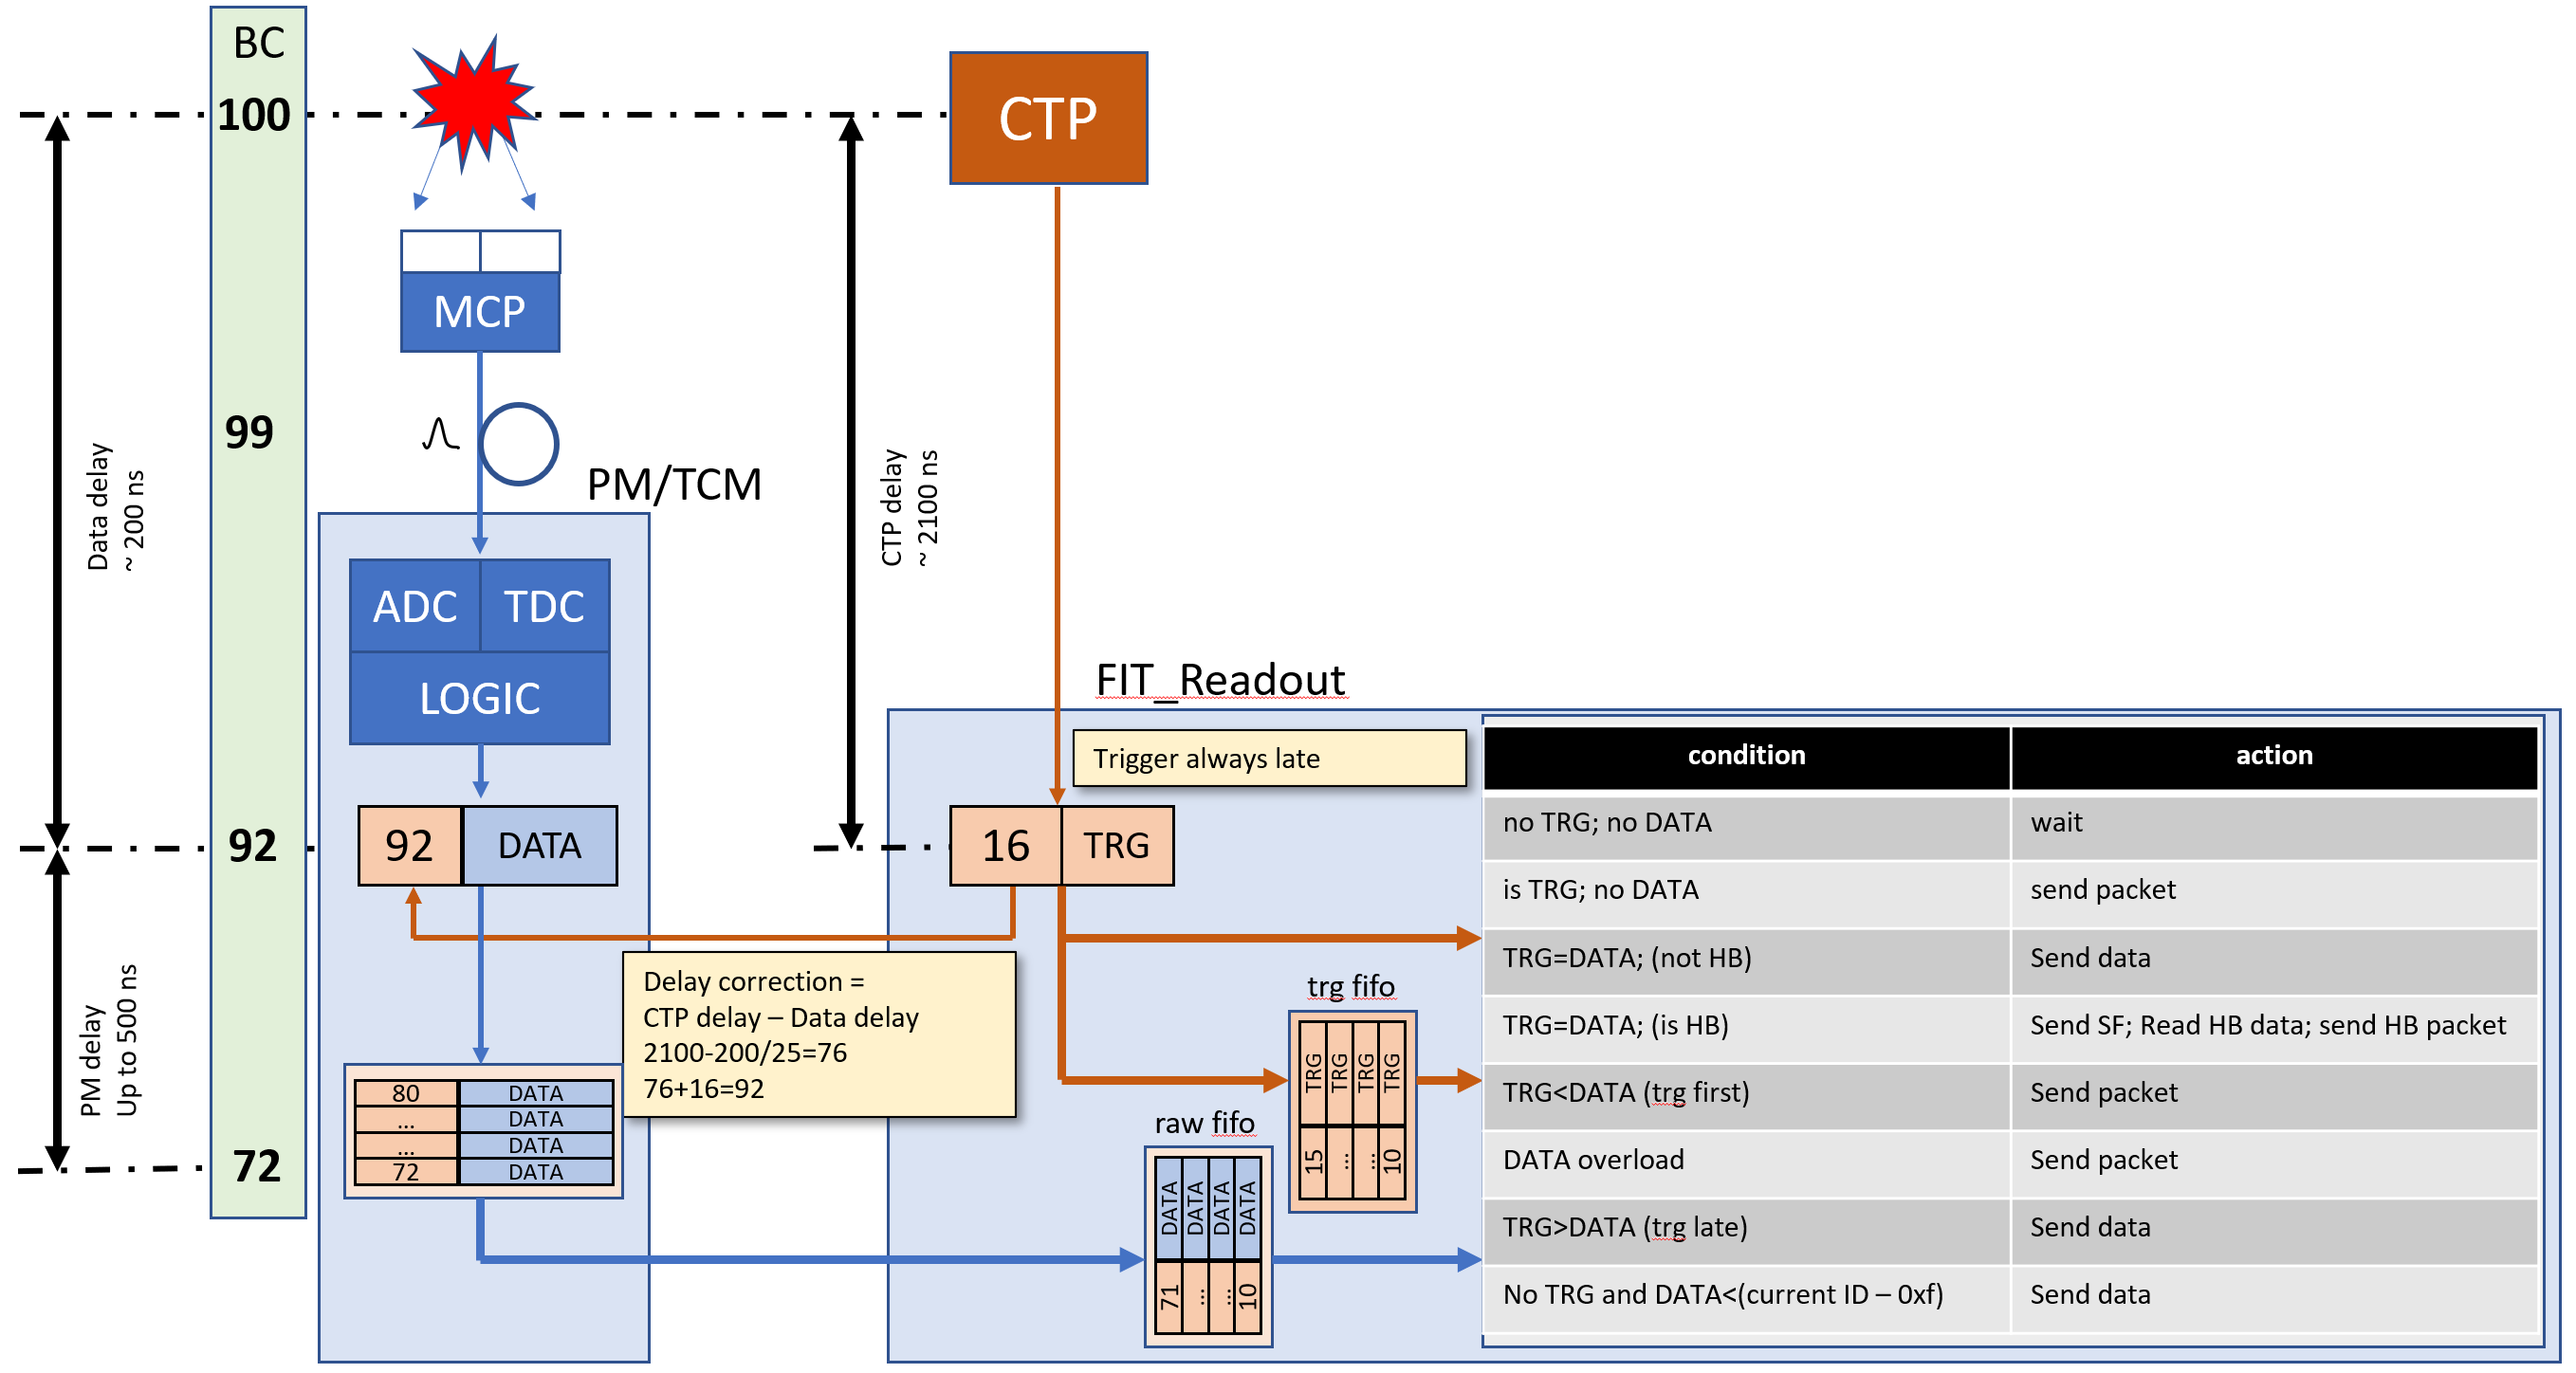 BC
100
99
92
72
Data delay
~ 200 ns
PM delay
Up to 500 ns
MCP
PM/TCM
ADC
TDC
LOGIC
92
DATA
80
DATA
...
DATA
...
DATA
72
DATA
CTP
CTP delay
~ 2100 ns
FIT_Readout
Trigger always late
16
TRG
Delay correction =
CTP delay – Data delay
2100-200/25=76
76+16=92
trg fifo
TRG
TRG
TRG
TRG
15
...
...
10
raw fifo
DATA
DATA
DATA
DATA
71
...
...
10
condition
action
no TRG; no DATA
wait
is TRG; no DATA
send packet
TRG=DATA; (not HB)
Send data
TRG=DATA; (is HB)
Send SF; Read HB data; send HB packet
TRG<DATA (trg first)
Send packet
DATA overload
Send packet
TRG>DATA (trg late)
Send data
No TRG and DATA<(current ID – 0xf)
Send data